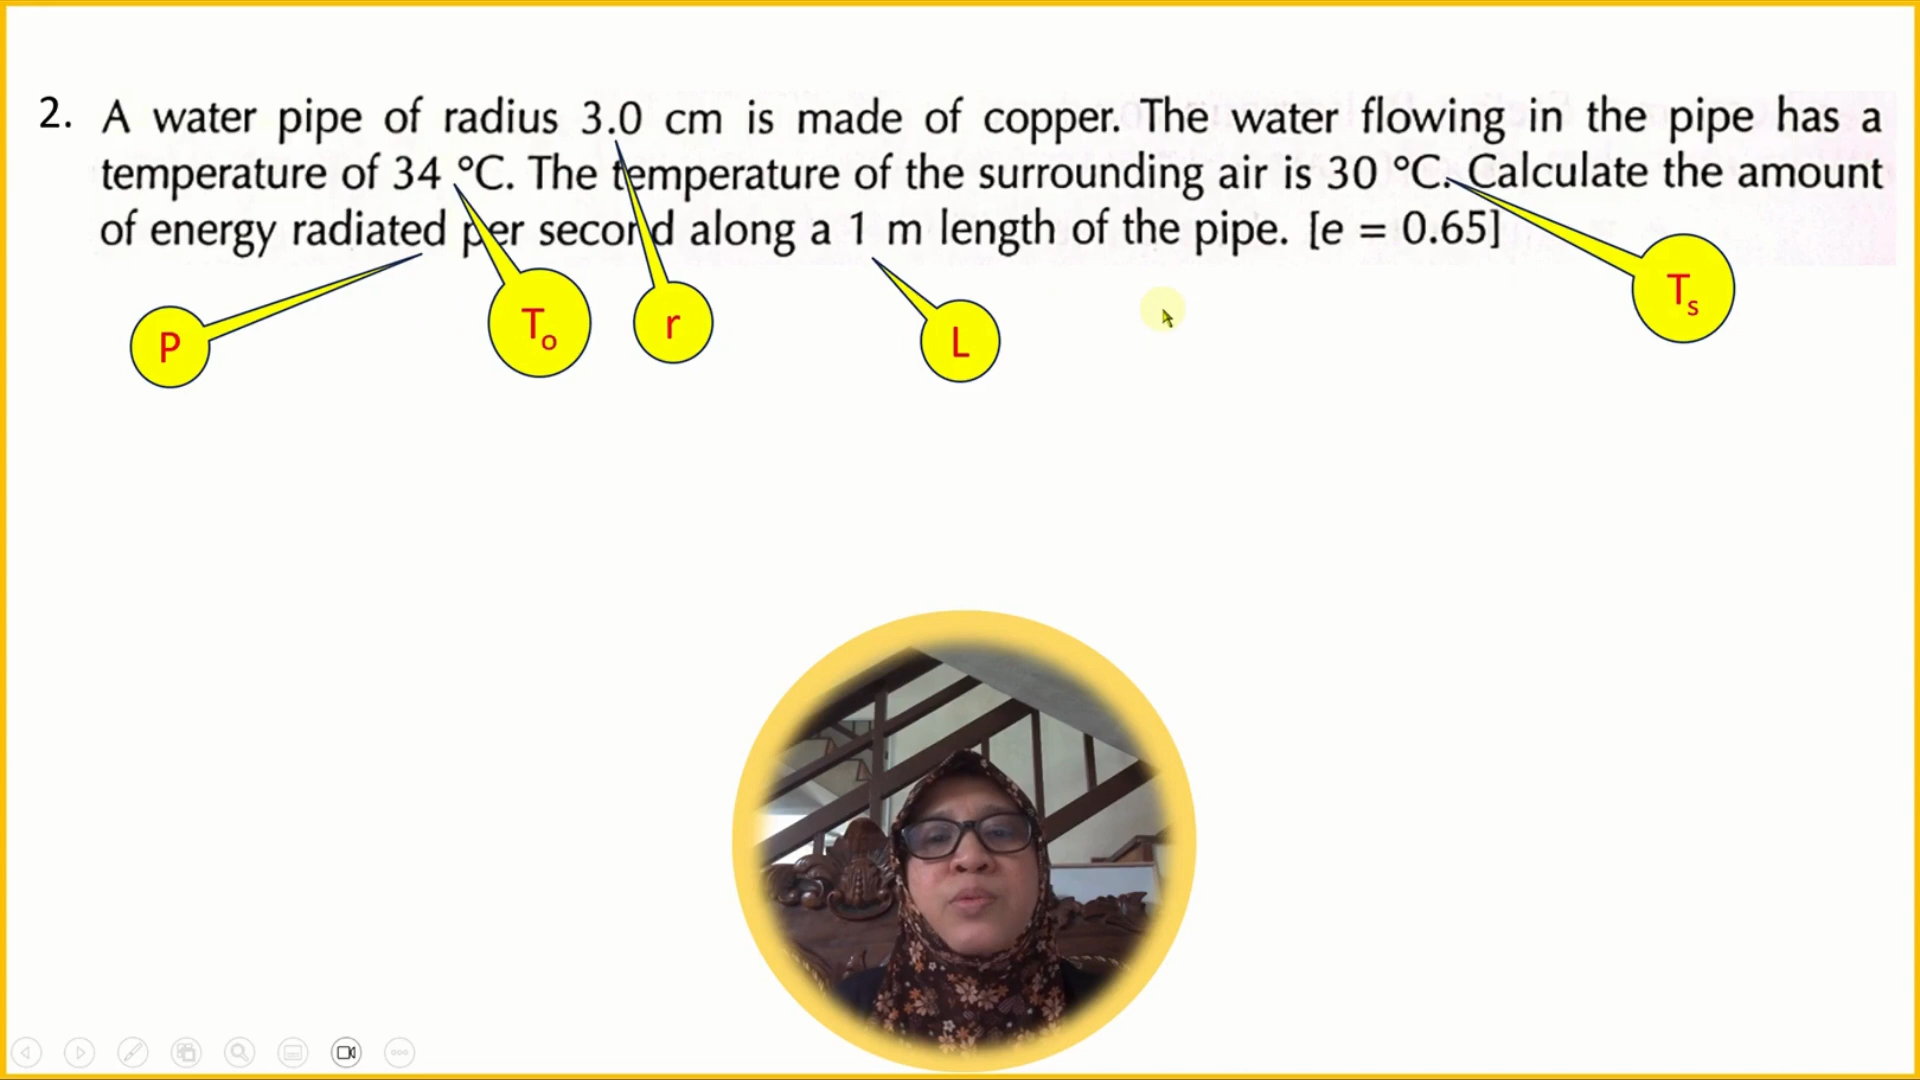 2. A water pipe of radius 3.0 cm is made of copper. The water flowing in the pipe has a
temperature of 34 °C. The temperature of the surrounding air is 30 °C. Calculate the amount
of energy radiated per second along a 1 m length of the pipe. [e = 0.65]
P
To
r
L
Ts